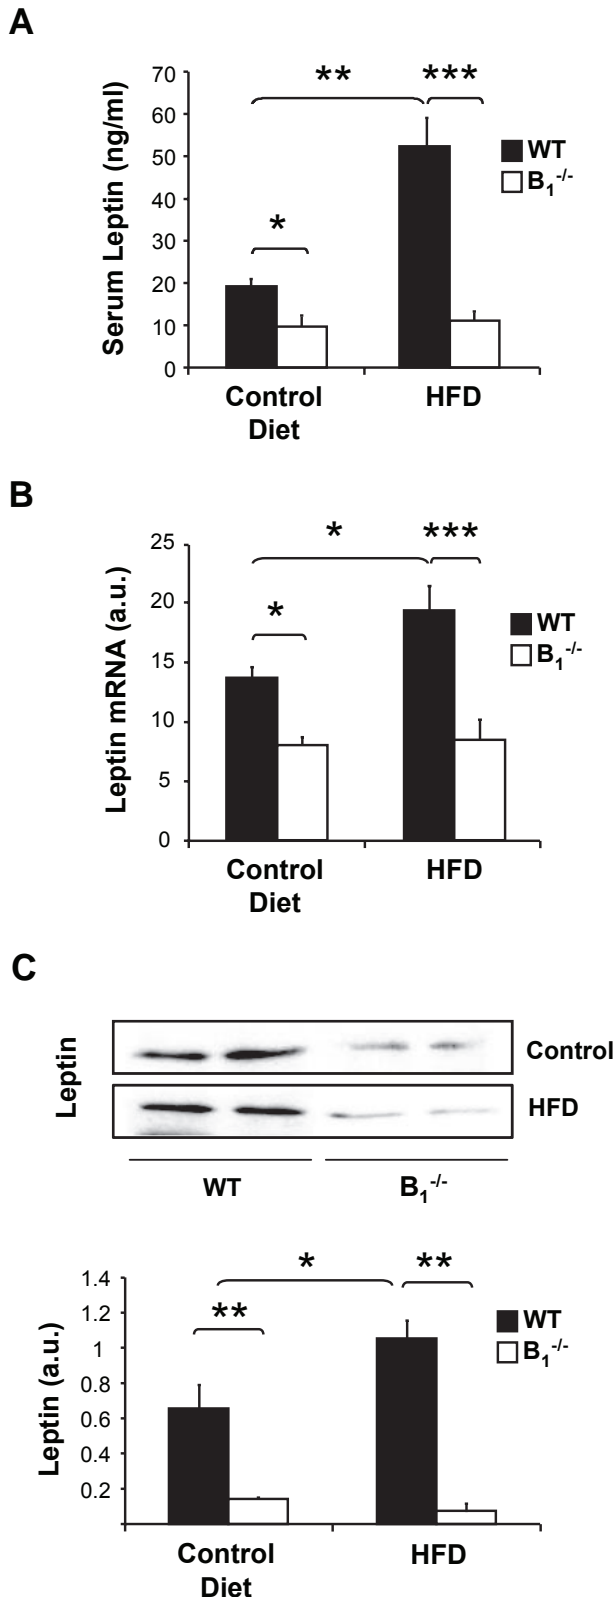 A
Serum Leptin (ng/ml)
70
60
50
40
30
20
10
0
**
***
*
WT
B1-/-
Control
Diet
HFD
B
Leptin mRNA (a.u.)
25
20
15
10
5
0
*
***
*
WT
B1-/-
Control
Diet
HFD
C
Leptin
Control
HFD
WT
B1-/-
Leptin (a.u.)
1.4
1.2
1
0.8
0.6
0.4
0.2
*
**
**
WT
B1-/-
Control
Diet
HFD